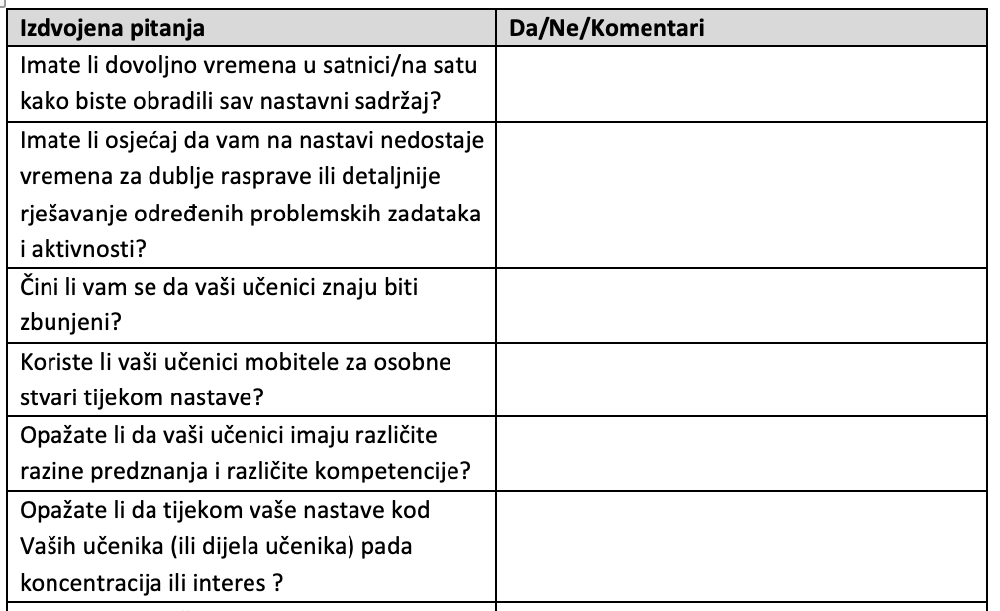 Izdvojena pitanja
Da/Ne/Komentari
Imate li dovoljno vremena u satnici/na satu
kako biste obradili sav nastavni sadržaj?
Imate li osjećaj da vam na nastavi nedostaje
vremena za dublje rasprave ili detaljnije
rješavanje određenih problemskih zadataka
i aktivnosti?
Čini li vam se da vaši učenici znaju biti
zbunjeni?
Koriste li vaši učenici mobitele za osobne
stvari tijekom nastave?
Opažate li da vaši učenici imaju različite
razine predznanja i različite kompetencije?
Opažate li da tijekom vaše nastave kod
Vaših učenika (ili dijela učenika) pada
koncentracija ili interes ?